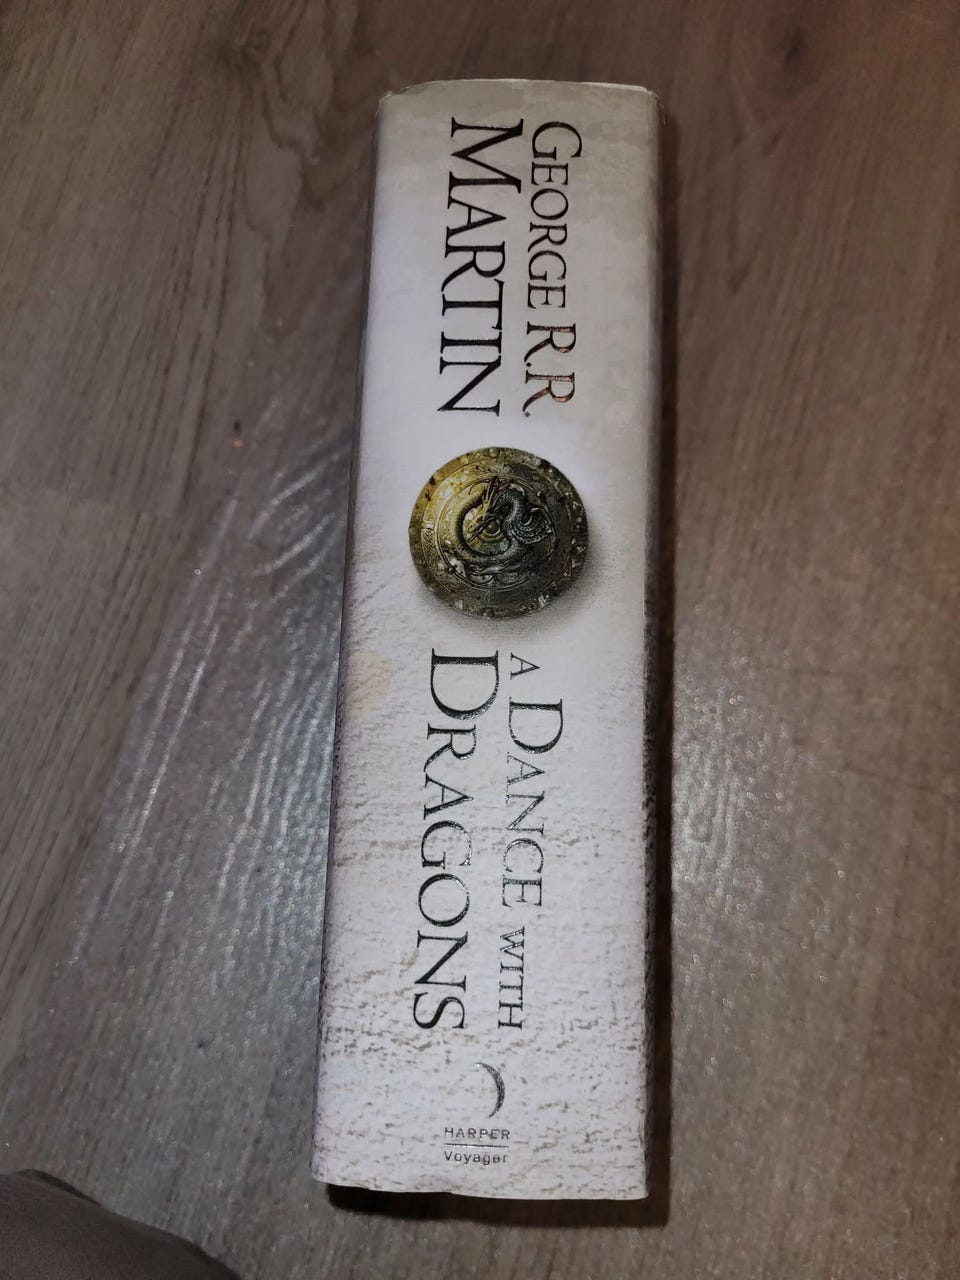 GEORGE R.R.
MARTIN
A DANCE WITH
DRAGONS
HARPER
Voyager